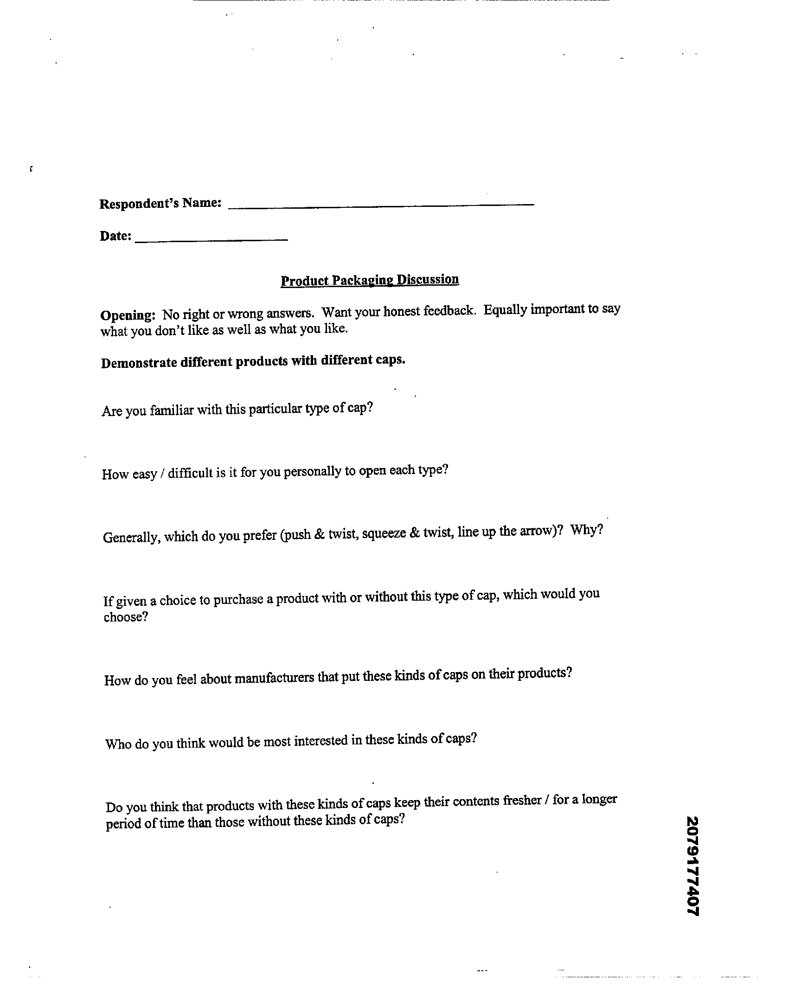 Respondent's Name:
Date:
Product Packaging Discussion
Opening: No right or wrong answers. Want your honest feedback. Equally important to say
what you don't like as well as what you like.
Demonstrate different products with different caps.
Are you familiar with this particular type of cap?
How easy / difficult is it for you personally to open each type?
Generally, which do you prefer (push & twist, squeeze & twist, line up the arrow)? Why?
If given a choice to purchase a product with or without this type of cap, which would you
choose?
How do you feel about manufacturers that put these kinds of caps on their products?
Who do you think would be most interested in these kinds of caps?
Do you think that products with these kinds of caps keep their contents fresher / for a longer
period of time than those without these kinds of caps?
2079177407